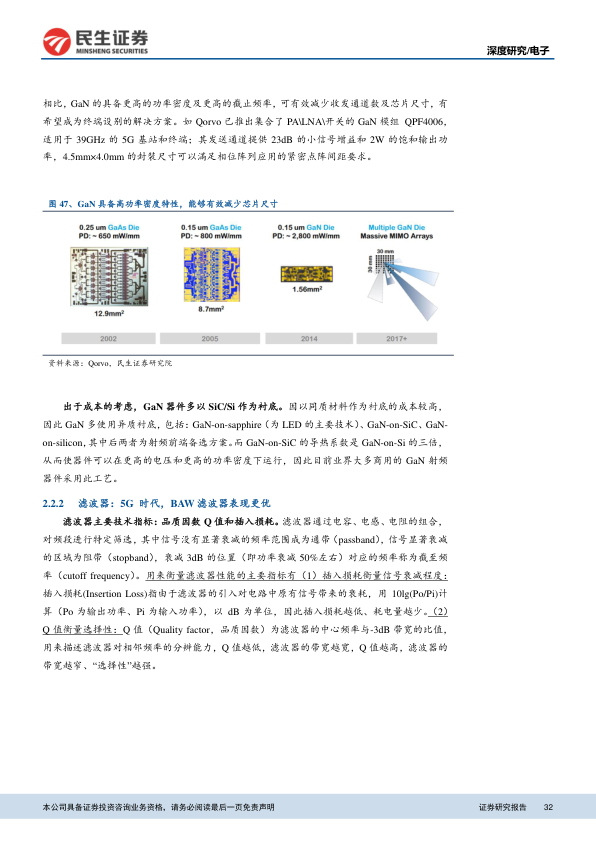 民生证券
MINSHENG SECURITIES
深度研究/电子
相比，GaN 的具备更高的功率密度及更高的截止频率，可有效减少收发通道数及芯片尺寸，有
希望成为终端设别的解决方案。如 Qorvo 已推出集合了 PA\LNA\开关的 GaN 模组 QPF4006，
适用于 39GHz 的 5G 基站和终端；其发送通道提供 23dB 的小信号增益和 2W 的饱和输出功
率，4.5mm×4.0mm 的封装尺寸可以满足相位阵列应用的紧密点阵间距要求。
图 47、GaN 具备高功率密度特性，能够有效减少芯片尺寸
0.25 um GaAs Die
PD: ~ 650 mW/mm
0.15 um GaAs Die
PD: ~ 800 mW/mm
0.15 um GaN Die
PD: ~ 2,800 mW/mm
Multiple GaN Die
Massive MIMO Arrays
30 mm
30 mm
12.9mm²
8.7mm²
1.56mm²
2002
2005
2014
2017+
资料来源：Qorvo，民生证券研究院
出于成本的考虑，GaN 器件多以 SiC/Si 作为衬底。因以同质材料作为衬底的成本较高，
因此 GaN 多使用异质衬底，包括：GaN-on-sapphire（为 LED 的主要技术）、GaN-on-SiC、GaN-
on-silicon，其中后两者为射频前端备选方案。而 GaN-on-SiC 的导热系数是 GaN-on-Si 的三倍，
从而使器件可以在更高的电压和更高的功率密度下运行，因此目前业界大多商用的 GaN 射频
器件采用此工艺。
2.2.2 滤波器：5G 时代，BAW 滤波器表现更优
滤波器主要技术指标：品质因数 Q 值和插入损耗。滤波器通过电容、电感、电阻的组合，
对频段进行特定筛选，其中信号没有显著衰减的频率范围成为通带（passband），信号显著衰减
的区域为阻带（stopband），衰减 3dB 的位置（即功率衰减 50%左右）对应的频率称为截至频
率（cutoff frequency）。用来衡量滤波器性能的主要指标有（1）插入损耗衡量信号衰减程度：
插入损耗(Insertion Loss)指由于滤波器的引入对电路中原有信号带来的衰耗，用 10lg(Po/Pi)计
算（Po 为输出功率、Pi 为输入功率），以 dB 为单位，因此插入损耗越低、耗电量越少。（2）
Q 值衡量选择性：Q 值（Quality factor，品质因数）为滤波器的中心频率与-3dB 带宽的比值，
用来描述滤波器对相邻频率的分辨能力，Q 值越低，滤波器的带宽越宽，Q 值越高，滤波器的
带宽越窄、“选择性”越强。
本公司具备证券投资咨询业务资格，请务必阅读最后一页免责声明
证券研究报告 32